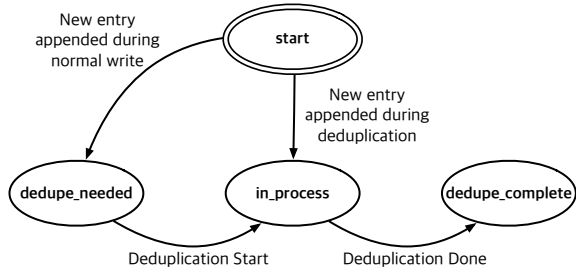 New entry
appended during
normal write
start
New entry
appended during
deduplication
dedupe_needed
in_process
dedupe_complete
Deduplication Start
Deduplication Done